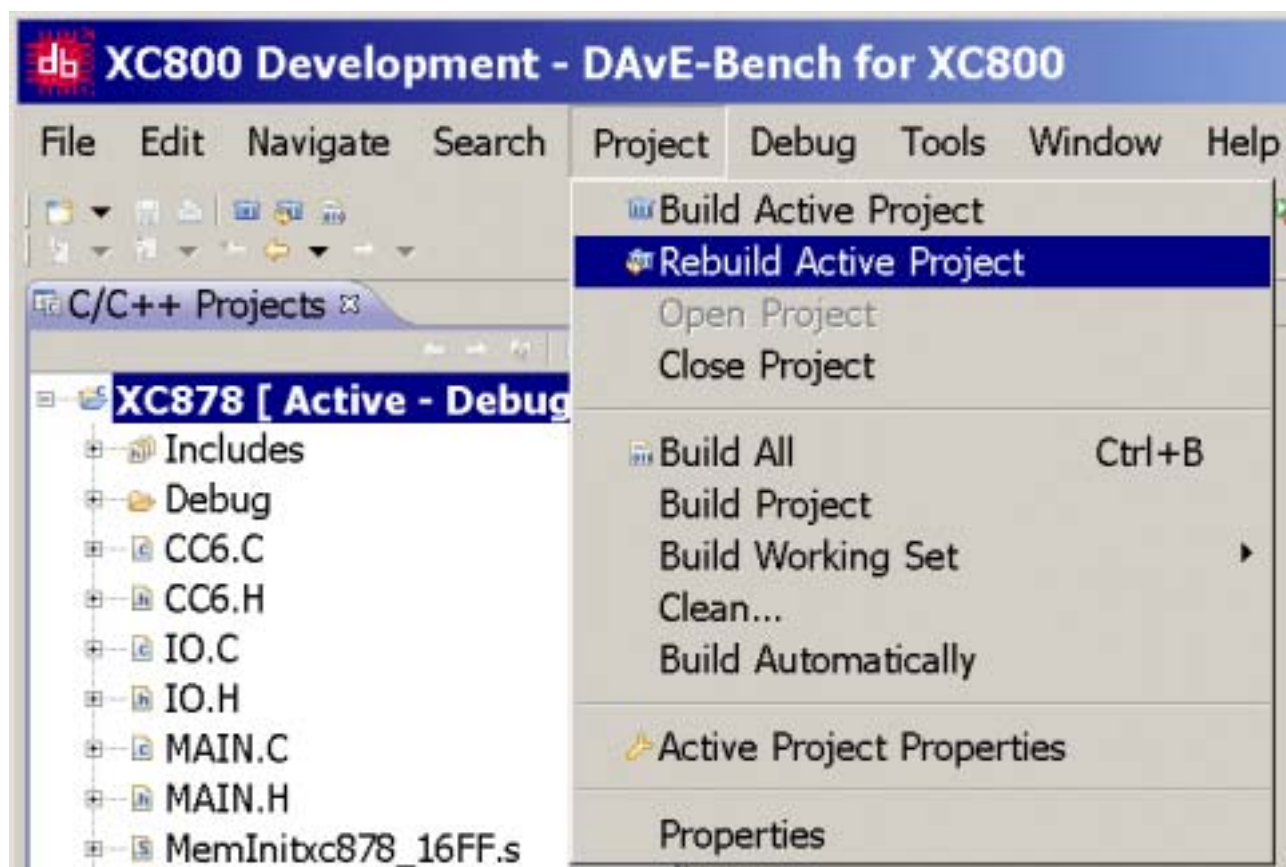 db XC800 Development - DAvE-Bench for XC800
File Edit Navigate Search Project Debug Tools Window Help
Build Active Project
Rebuild Active Project
Open Project
Close Project
Build All Ctrl+B
Build Project
Build Working Set
Clean...
Build Automatically
Active Project Properties
Properties
C/C++ Projects
XC878 [ Active - Debug
Includes
Debug
CC6.C
CC6.H
IO.C
IO.H
MAIN.C
MAIN.H
MemInitxc878_16FF.s